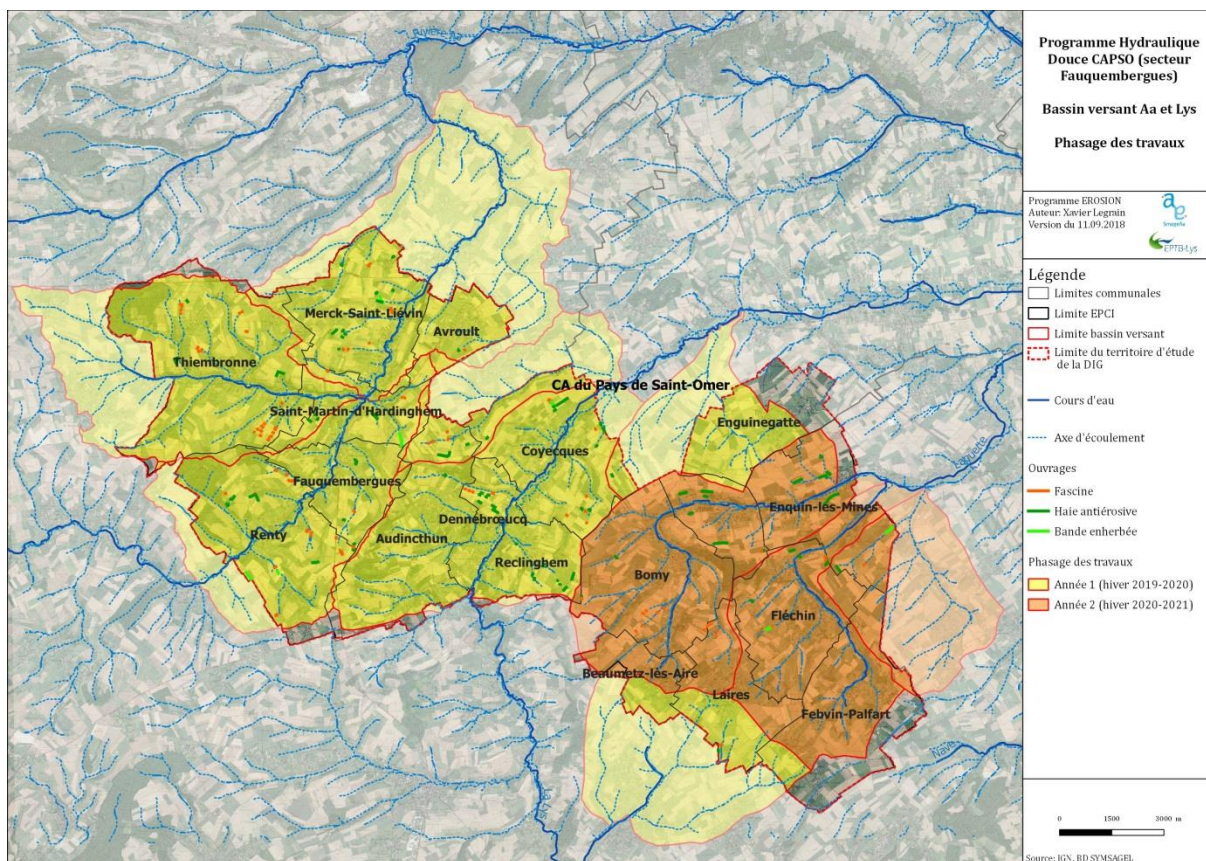 Programme Hydraulique
Douce CAPSO (secteur
Fauquembergues)
Bassin versant Aa et Lys
Phasage des travaux
Programme EROSION
Auteur: Xavier Legrain
Version du 11.09.2018
Smageaa
EPTB-Lys
Légende
Limites communales
Limite EPCI
Limite bassin versant
Limite du territoire d'étude
de la DIG
Cours d'eau
Axe d'écoulement
Ouvrages
Fascine
Haie antiérosive
Bande enherbée
Phasage des travaux
Année 1 (hiver 2019-2020)
Année 2 (hiver 2020-2021)
0 1500 3000 m
Source: IGN, BD SYMSAGEL
Merck-Saint-Liévin
Avroult
Thiembronne
CA du Pays de Saint-Omer
Saint-Martin-d'Hardinghem
Enguinegatte
Coyecques
Fauquembergues
Enquin-les-Mines
Dennebrœucq
Renty
Audincthun
Reclinghem
Bomy
Fléchin
Beaumetz-lès-Aire
Laires
Febvin-Palfart